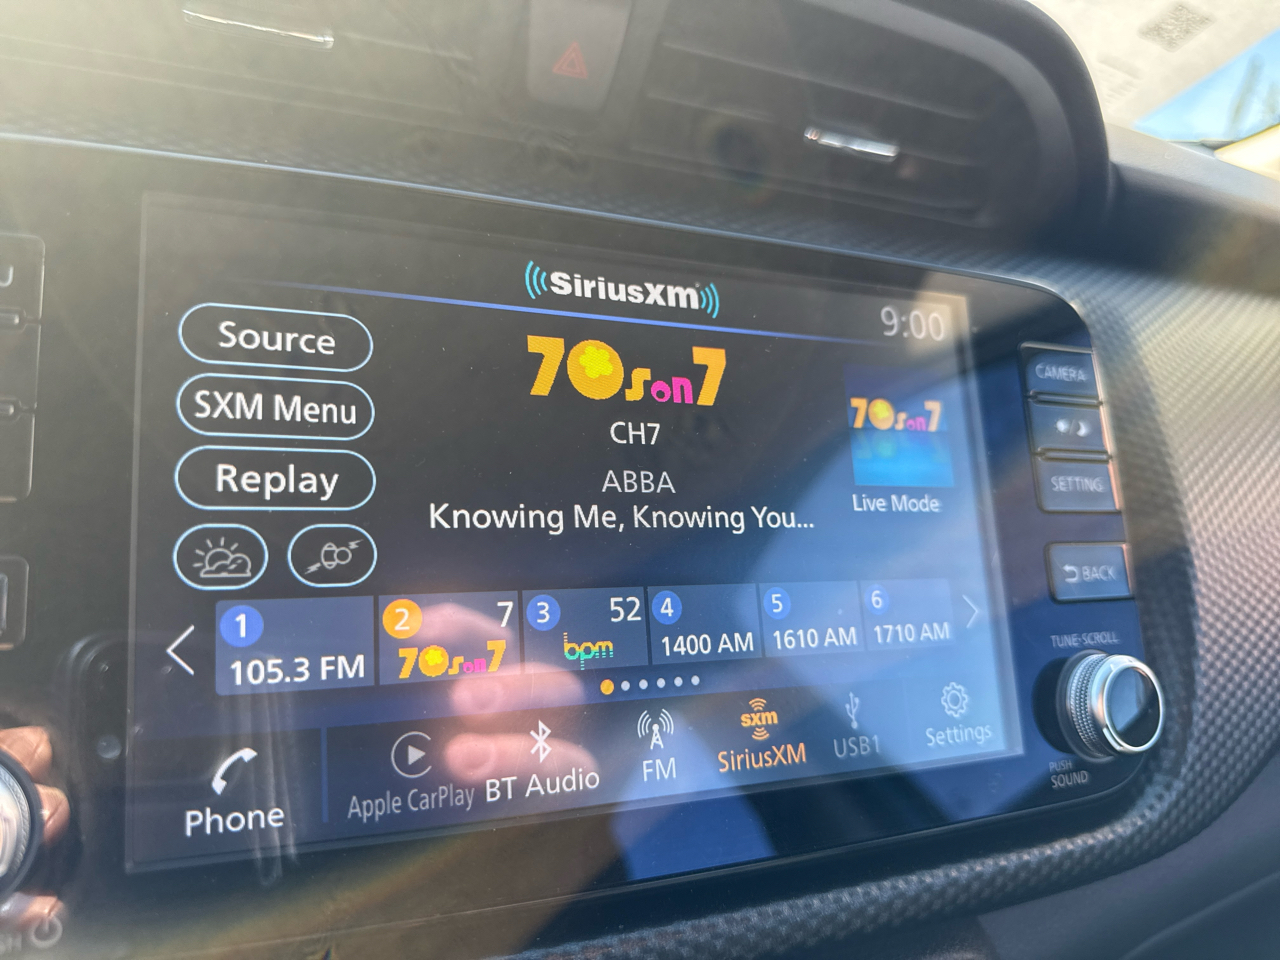 SiriusXm
9:00
Source
SXM Menu
Replay
70s on 7
CH7
ABBA
Knowing Me, Knowing You...
70s on 7
Live Mode
1
105.3 FM
2
7
70s on 7
3
52
bpm
4
1400 AM
5
1610 AM
6
1710 AM
Phone
Apple CarPlay
BT Audio
FM
sxm
SiriusXM
USB1
Settings
CAMERA
SETTING
BACK
TUNE·SCROLL
PUSH
SOUND